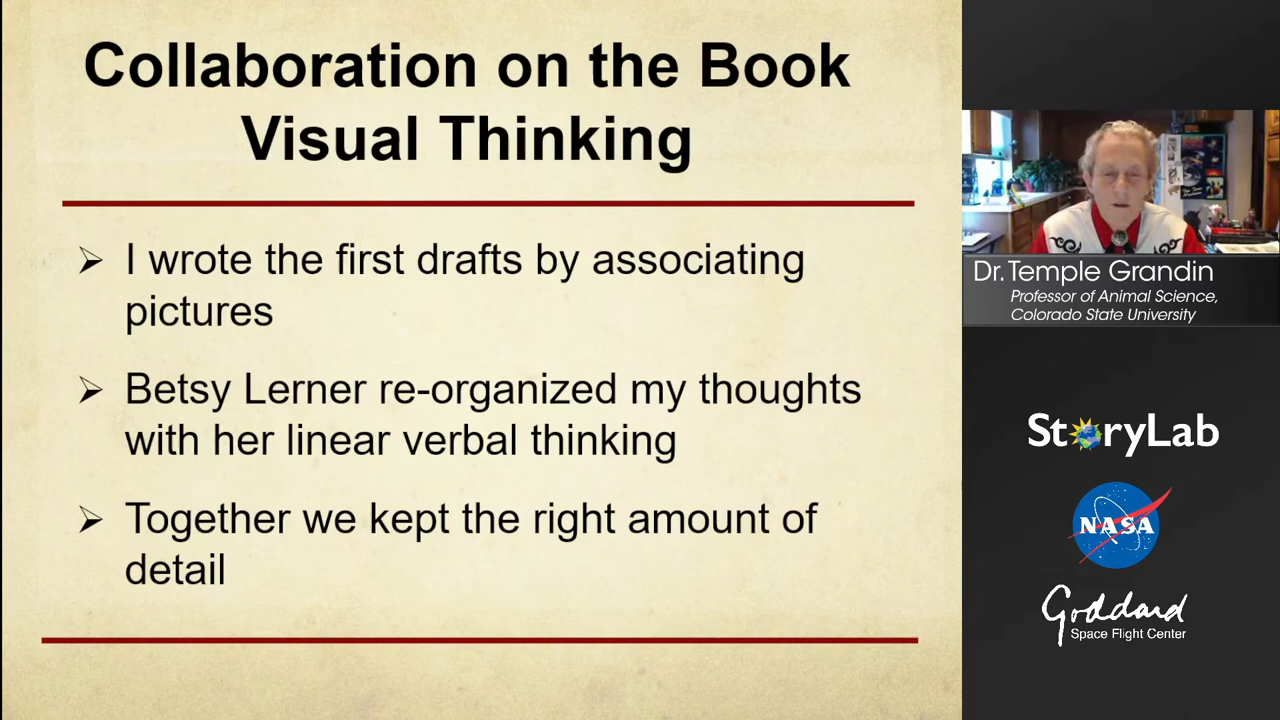 Collaboration on the Book
Visual Thinking
➢ I wrote the first drafts by associating
pictures
➢ Betsy Lerner re-organized my thoughts
with her linear verbal thinking
➢ Together we kept the right amount of
detail
Dr. Temple Grandin
Professor of Animal Science,
Colorado State University
StoryLab
NASA
Goddard
Space Flight Center